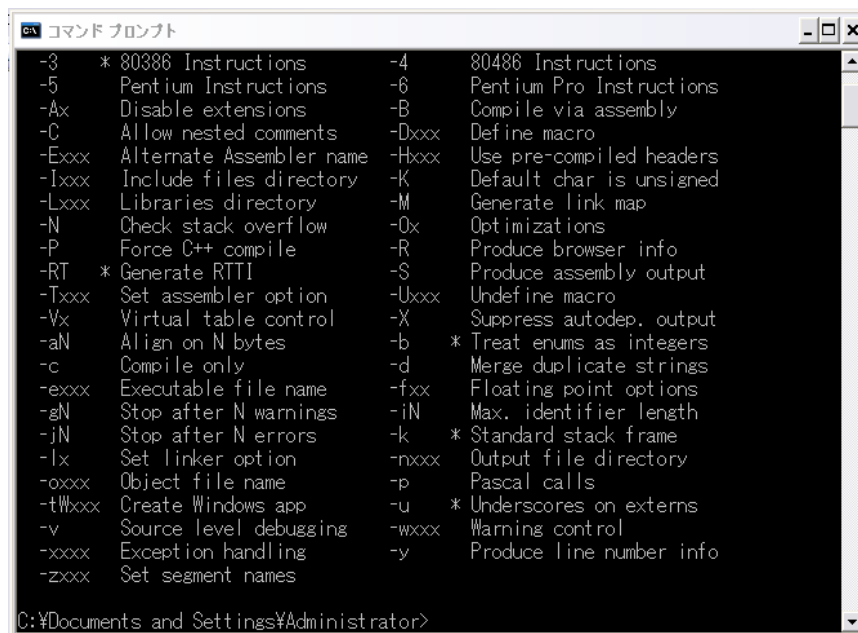 コマンド プロンプト
-3 * 80386 Instructions -4 80486 Instructions
-5 Pentium Instructions -6 Pentium Pro Instructions
-Ax Disable extensions -B Compile via assembly
-C Allow nested comments -Dxxx Define macro
-Exxx Alternate Assembler name -Hxxx Use pre-compiled headers
-Ixxx Include files directory -K Default char is unsigned
-Lxxx Libraries directory -M Generate link map
-N Check stack overflow -Ox Optimizations
-P Force C++ compile -R Produce browser info
-RT * Generate RTTI -S Produce assembly output
-Txxx Set assembler option -Uxxx Undefine macro
-Vx Virtual table control -X Suppress autodep. output
-aN Align on N bytes -b * Treat enums as integers
-c Compile only -d Merge duplicate strings
-exxx Executable file name -fxx Floating point options
-gN Stop after N warnings -iN Max. identifier length
-jN Stop after N errors -k * Standard stack frame
-lx Set linker option -nxxx Output file directory
-oxxx Object file name -p Pascal calls
-tWxxx Create Windows app -u * Underscores on externs
-v Source level debugging -wxxx Warning control
-xxxx Exception handling -y Produce line number info
-zxxx Set segment names
C:¥Documents and Settings¥Administrator>